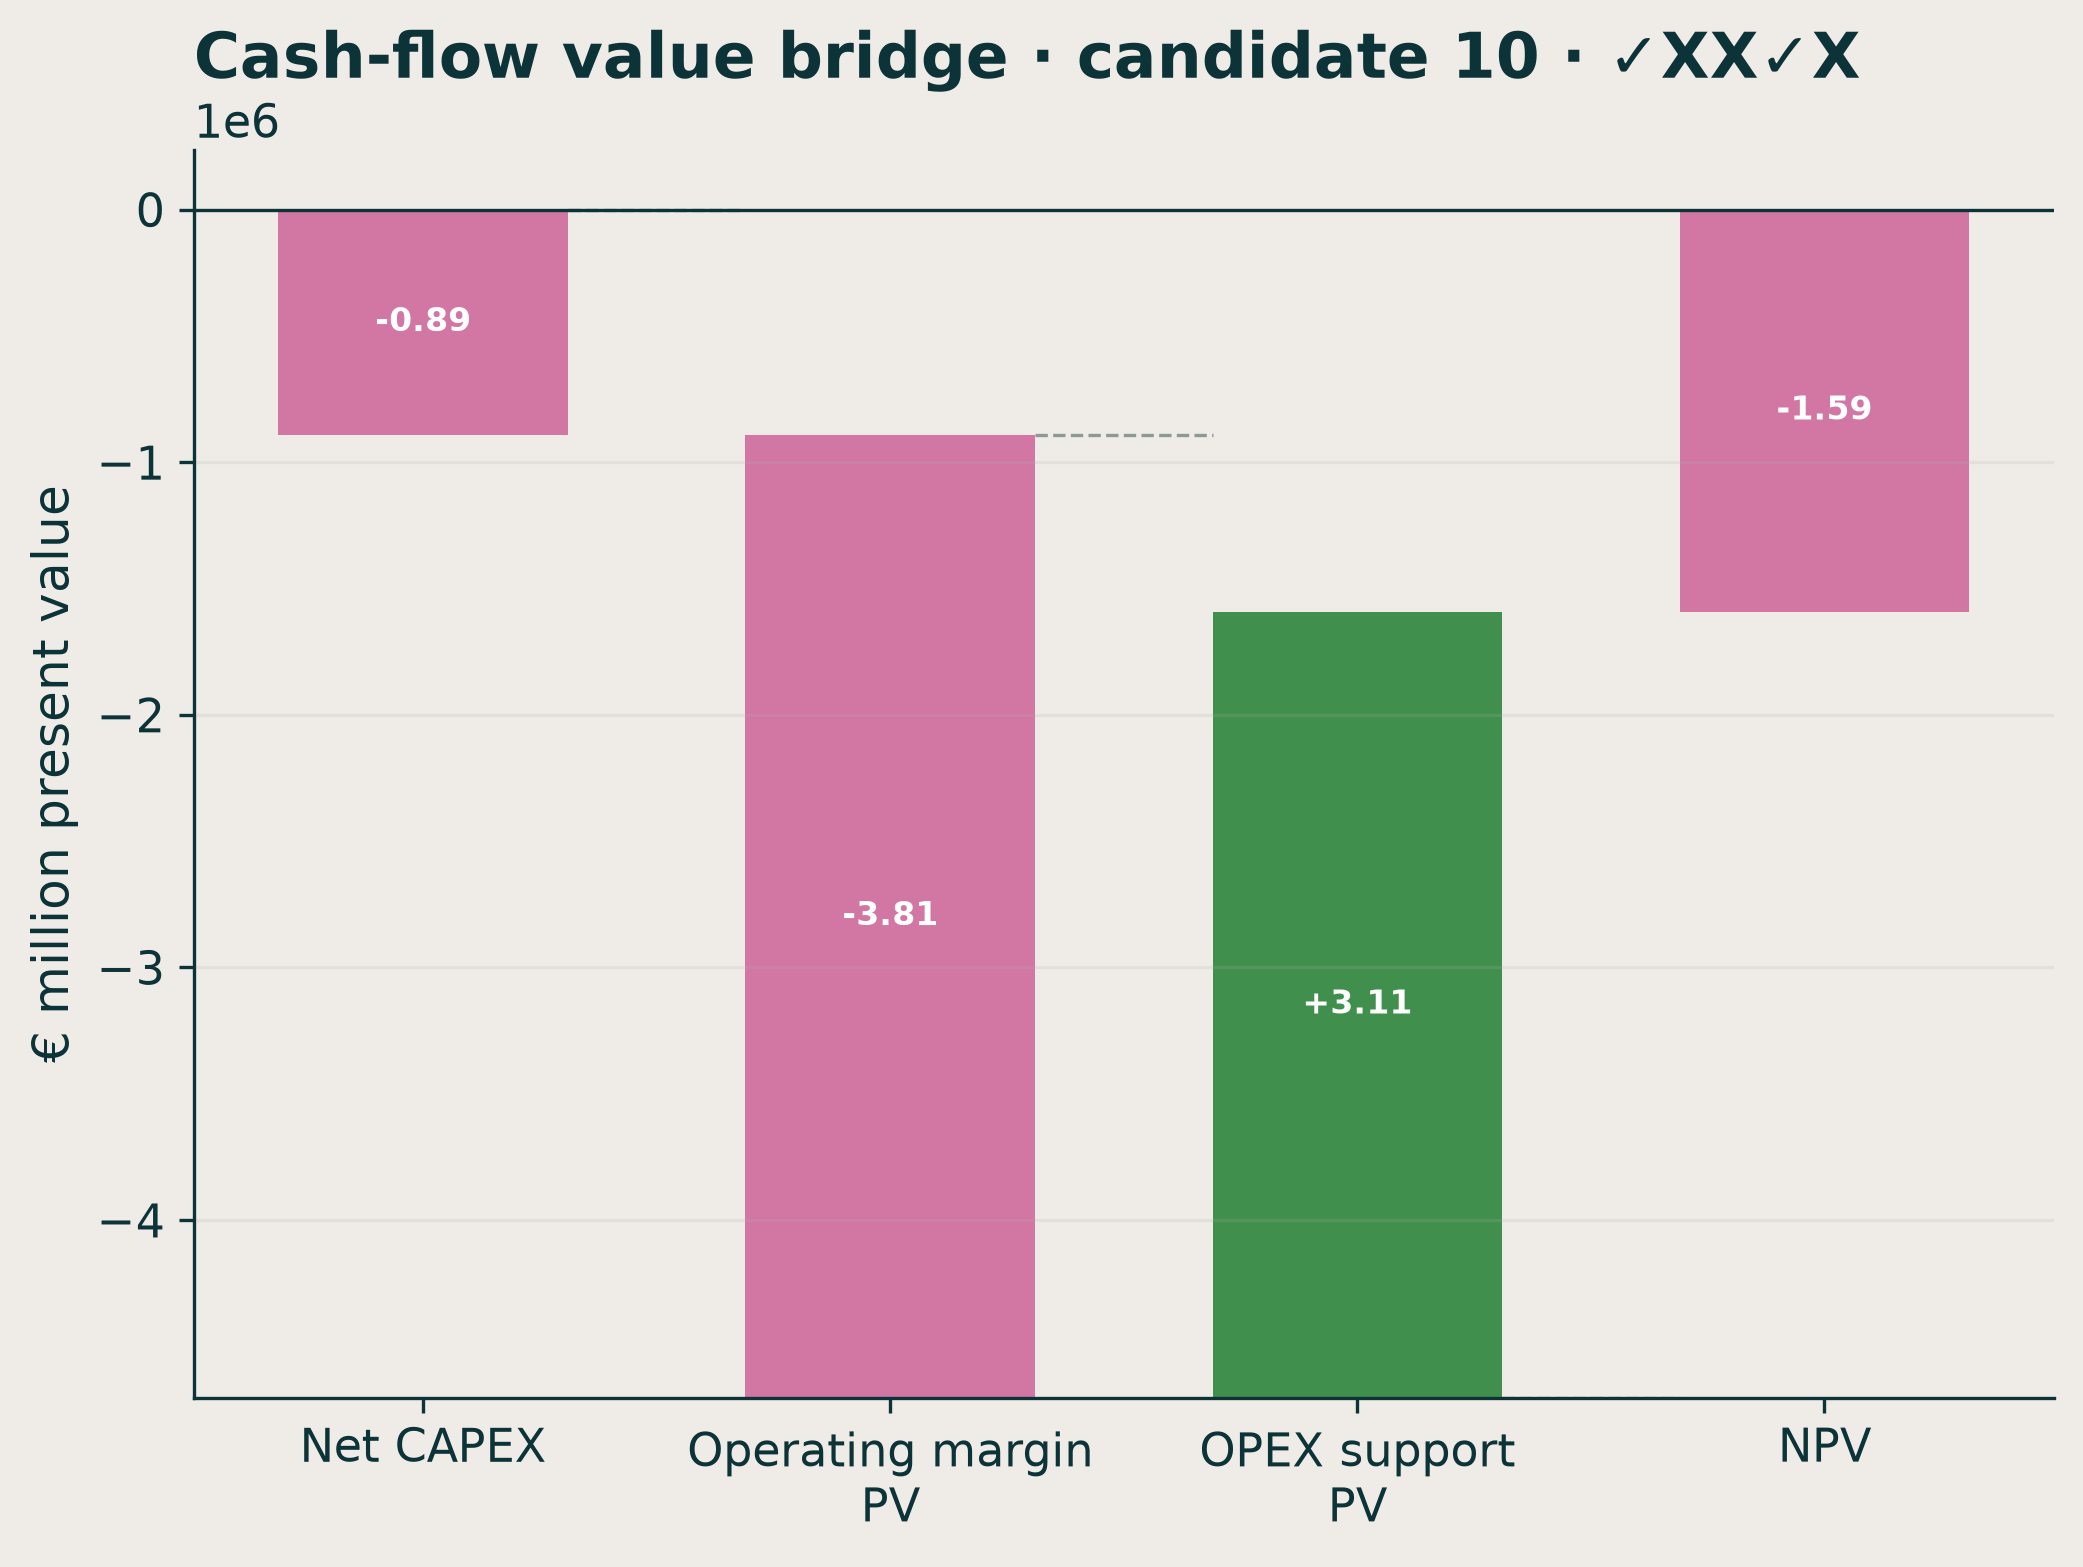 Cash-flow value bridge · candidate 10 · ✓XX✓X
1e6
€ million present value
0
−1
−2
−3
−4
-0.89
-3.81
+3.11
-1.59
Net CAPEX
Operating margin
PV
OPEX support
PV
NPV